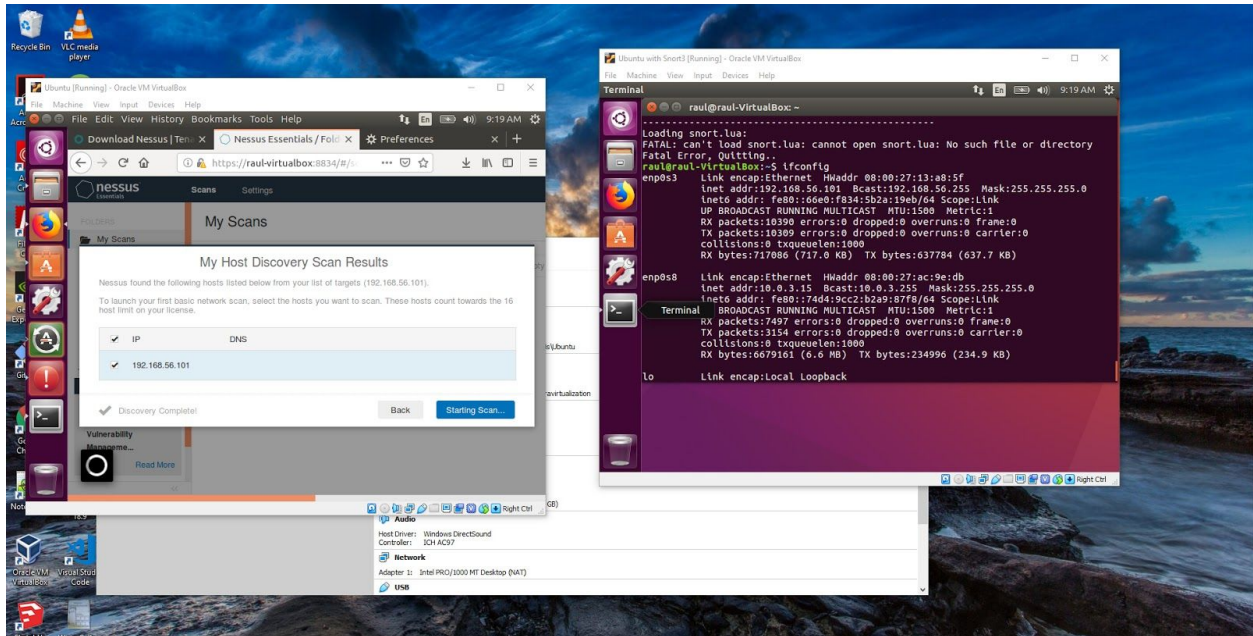 Recycle Bin
VLC media
player
Ubuntu [Running] - Oracle VM VirtualBox
File Machine View Input Devices Help
File Edit View History Bookmarks Tools Help
En
9:19 AM
Download Nessus | Ten
Nessus Essentials / Fold
Preferences
https://raul-virtualbox:8834/#/s
nessus
Essentials
Scans
Settings
FOLDERS
My Scans
My Scans
My Host Discovery Scan Results
Nessus found the following hosts listed below from your list of targets (192.168.56.101).
To launch your first basic network scan, select the hosts you want to scan. These hosts count towards the 16
host limit on your license.
IP DNS
192.168.56.101
Discovery Complete!
Back
Starting Scan...
Vulnerability
Manageme...
Read More
Right Ctrl
Ubuntu with Snort3 [Running] - Oracle VM VirtualBox
File Machine View Input Devices Help
Terminal
En
9:19 AM
raul@raul-VirtualBox: ~
--------------------------------------------------
Loading snort.lua:
FATAL: can't load snort.lua: cannot open snort.lua: No such file or directory
Fatal Error, Quitting..
raul@raul-VirtualBox:~$ ifconfig
enp0s3 Link encap:Ethernet HWaddr 08:00:27:13:a8:5f
inet addr:192.168.56.101 Bcast:192.168.56.255 Mask:255.255.255.0
inet6 addr: fe80::66e0:f834:5b2a:19eb/64 Scope:Link
UP BROADCAST RUNNING MULTICAST MTU:1500 Metric:1
RX packets:10390 errors:0 dropped:0 overruns:0 frame:0
TX packets:10309 errors:0 dropped:0 overruns:0 carrier:0
collisions:0 txqueuelen:1000
RX bytes:717086 (717.0 KB) TX bytes:637784 (637.7 KB)
enp0s8 Link encap:Ethernet HWaddr 08:00:27:ac:9e:db
inet addr:10.0.3.15 Bcast:10.0.3.255 Mask:255.255.255.0
inet6 addr: fe80::74d4:9cc2:b2a9:87f8/64 Scope:Link
Terminal
BROADCAST RUNNING MULTICAST MTU:1500 Metric:1
RX packets:7497 errors:0 dropped:0 overruns:0 frame:0
TX packets:3154 errors:0 dropped:0 overruns:0 carrier:0
collisions:0 txqueuelen:1000
RX bytes:6679161 (6.6 MB) TX bytes:234996 (234.9 KB)
lo Link encap:Local Loopback
Right Ctrl
ls\Ubuntu
ravirtualization
GB)
Audio
Host Driver: Windows DirectSound
Controller: ICH AC97
Network
Adapter 1: Intel PRO/1000 MT Desktop (NAT)
USB
Oracle VM
VirtualBox
Visual Stud
Code